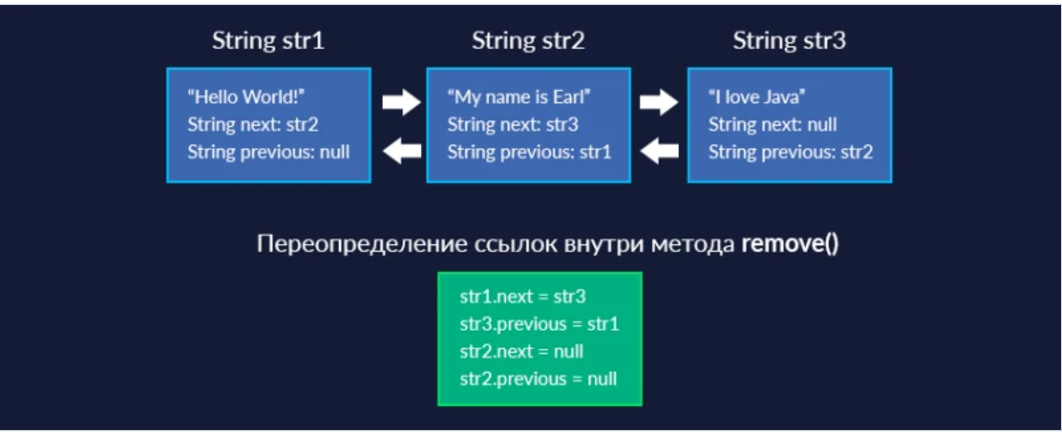 String str1
String str2
String str3
“Hello World!”
String next: str2
String previous: null
“My name is Earl”
String next: str3
String previous: str1
“I love Java”
String next: null
String previous: str2
Переопределение ссылок внутри метода remove()
str1.next = str3
str3.previous = str1
str2.next = null
str2.previous = null